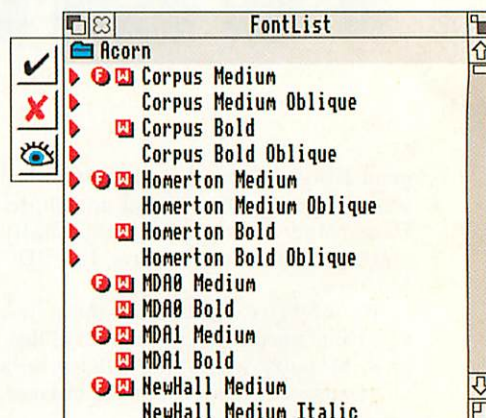 FontList
Acorn
F W Corpus Medium
Corpus Medium Oblique
W Corpus Bold
Corpus Bold Oblique
F W Homerton Medium
Homerton Medium Oblique
W Homerton Bold
Homerton Bold Oblique
F W MDA0 Medium
W MDA0 Bold
F W MDA1 Medium
W MDA1 Bold
F W NewHall Medium
NewHall Medium Italic